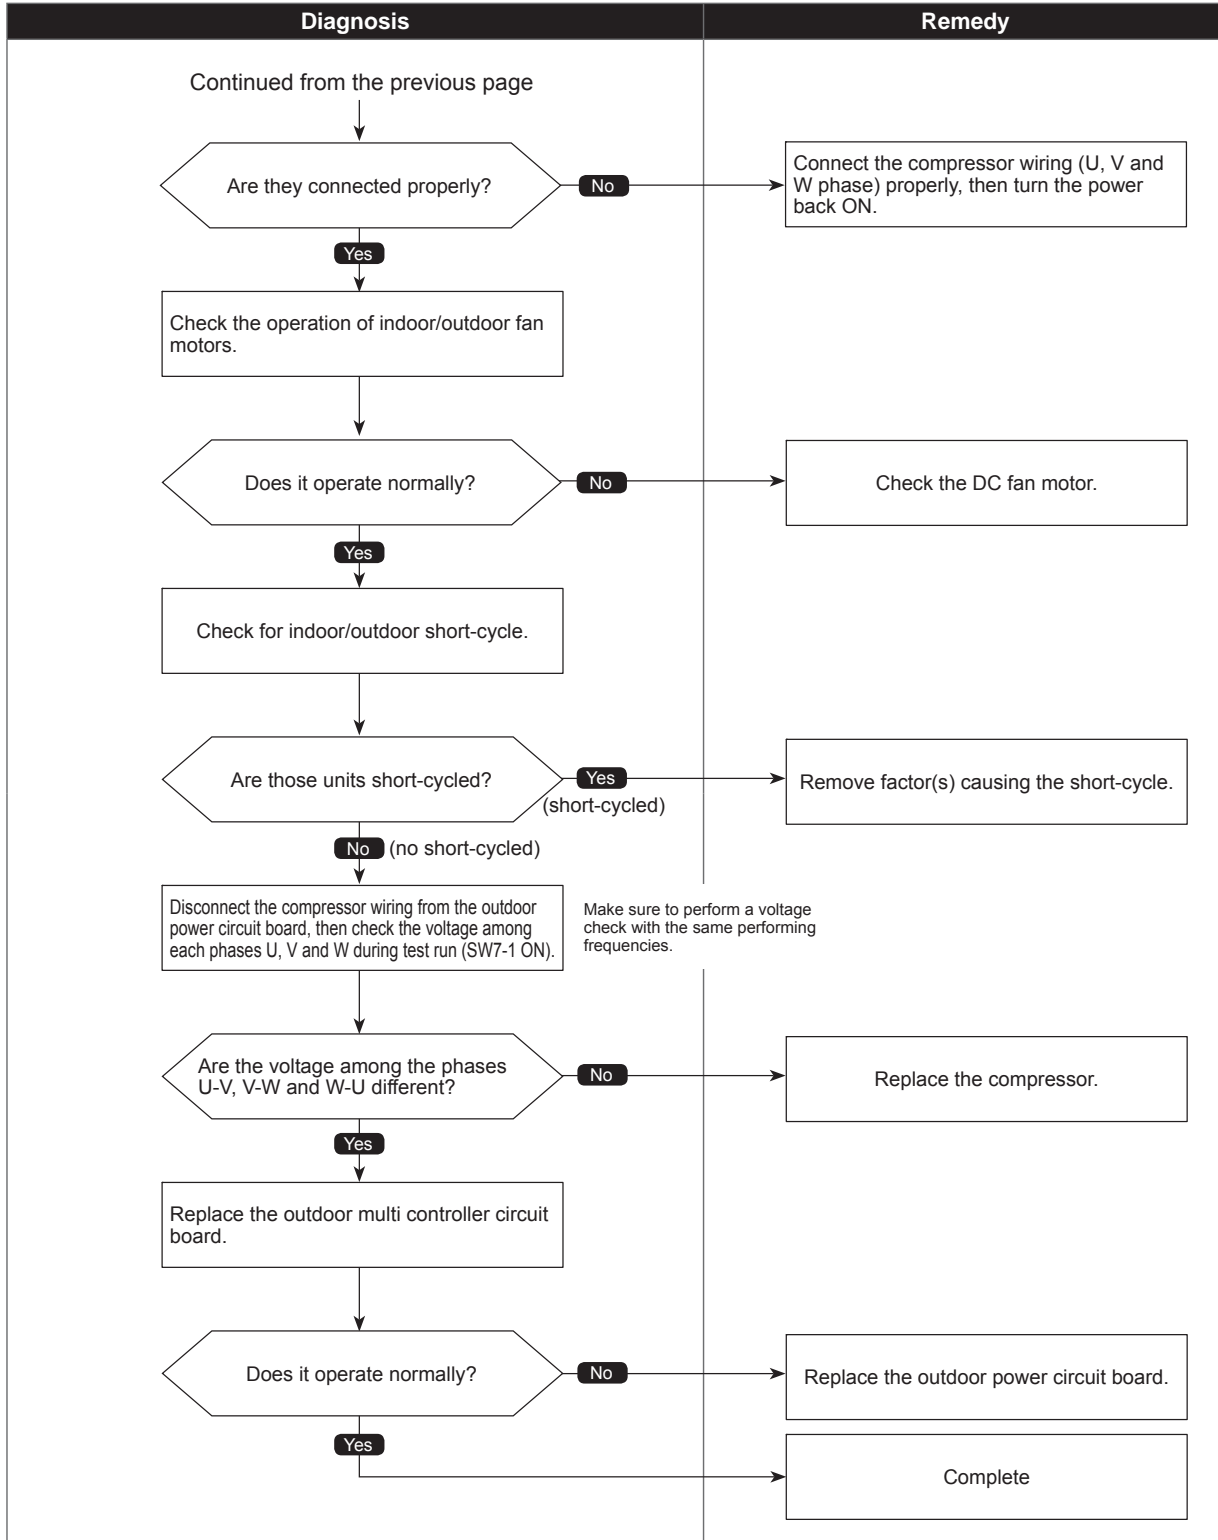 Diagnosis
Remedy
Continued from the previous page
Are they connected properly?
No
Connect the compressor wiring (U, V and
W phase) properly, then turn the power
back ON.
Yes
Check the operation of indoor/outdoor fan
motors.
Does it operate normally?
No
Check the DC fan motor.
Yes
Check for indoor/outdoor short-cycle.
Are those units short-cycled?
Yes
(short-cycled)
Remove factor(s) causing the short-cycle.
No (no short-cycled)
Disconnect the compressor wiring from the outdoor
power circuit board, then check the voltage among
each phases U, V and W during test run (SW7-1 ON).
Make sure to perform a voltage
check with the same performing
frequencies.
Are the voltage among the phases
U-V, V-W and W-U different?
No
Replace the compressor.
Yes
Replace the outdoor multi controller circuit
board.
Does it operate normally?
No
Replace the outdoor power circuit board.
Yes
Complete